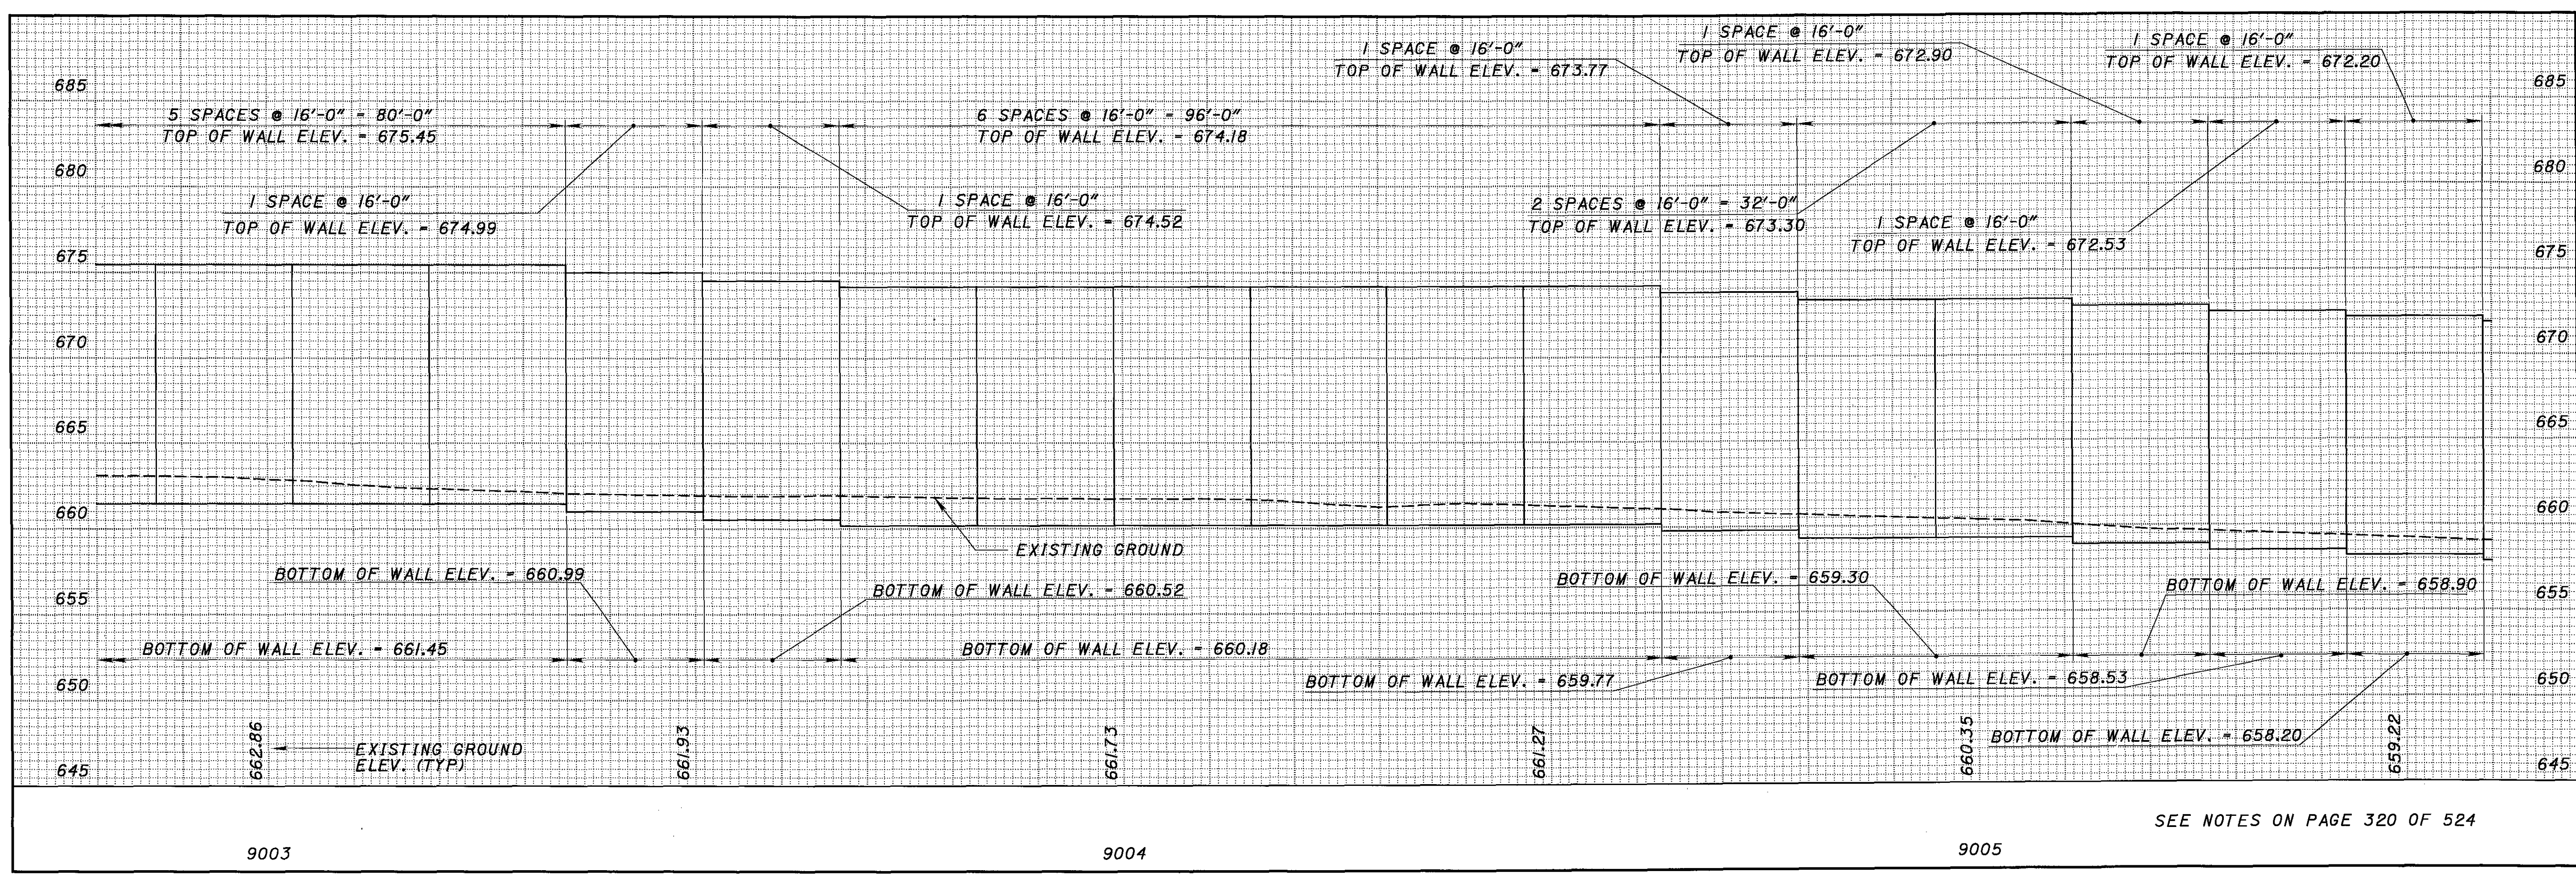 1 SPACE @ 16'-0"
TOP OF WALL ELEV. = 673.77
1 SPACE @ 16'-0"
TOP OF WALL ELEV. = 672.90
1 SPACE @ 16'-0"
TOP OF WALL ELEV. = 672.20
685
685
5 SPACES @ 16'-0" = 80'-0"
TOP OF WALL ELEV. = 675.45
6 SPACES @ 16'-0" = 96'-0"
TOP OF WALL ELEV. = 674.18
680
680
1 SPACE @ 16'-0"
TOP OF WALL ELEV. = 674.99
1 SPACE @ 16'-0"
TOP OF WALL ELEV. = 674.52
2 SPACES @ 16'-0" = 32'-0"
TOP OF WALL ELEV. = 673.30
1 SPACE @ 16'-0"
TOP OF WALL ELEV. = 672.53
675
675
670
670
665
665
660
660
EXISTING GROUND
BOTTOM OF WALL ELEV. = 660.99
BOTTOM OF WALL ELEV. = 660.52
BOTTOM OF WALL ELEV. = 659.30
BOTTOM OF WALL ELEV. = 658.90
655
655
BOTTOM OF WALL ELEV. = 661.45
BOTTOM OF WALL ELEV. = 660.18
BOTTOM OF WALL ELEV. = 659.77
BOTTOM OF WALL ELEV. = 658.53
650
650
BOTTOM OF WALL ELEV. = 658.20
662.86
EXISTING GROUND
ELEV. (TYP)
661.93
661.73
661.27
660.35
659.22
645
645
SEE NOTES ON PAGE 320 OF 524
9003
9004
9005